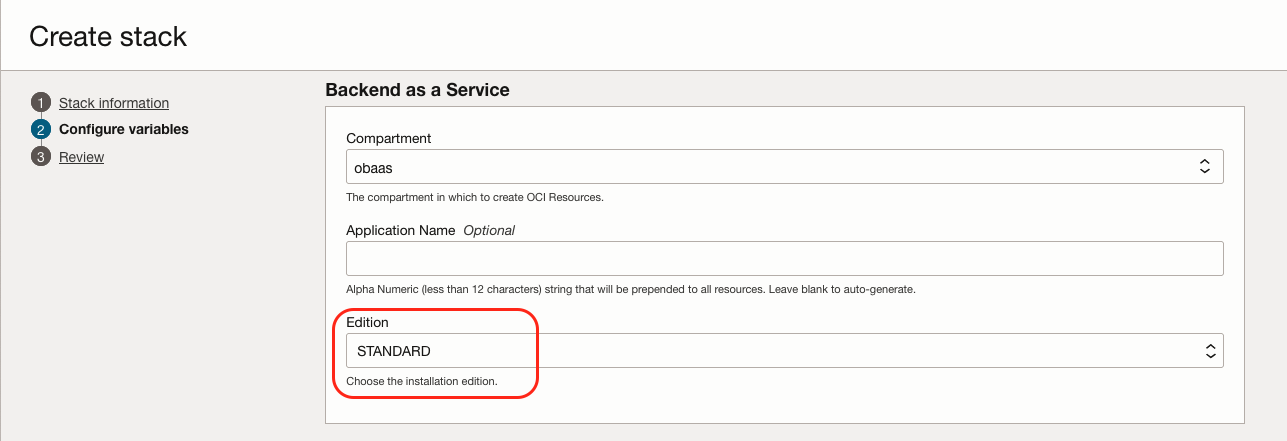 Create stack
1 Stack information
2 Configure variables
3 Review
Backend as a Service
Compartment
obaas
The compartment in which to create OCI Resources.
Application Name Optional
Alpha Numeric (less than 12 characters) string that will be prepended to all resources. Leave blank to auto-generate.
Edition
STANDARD
Choose the installation edition.